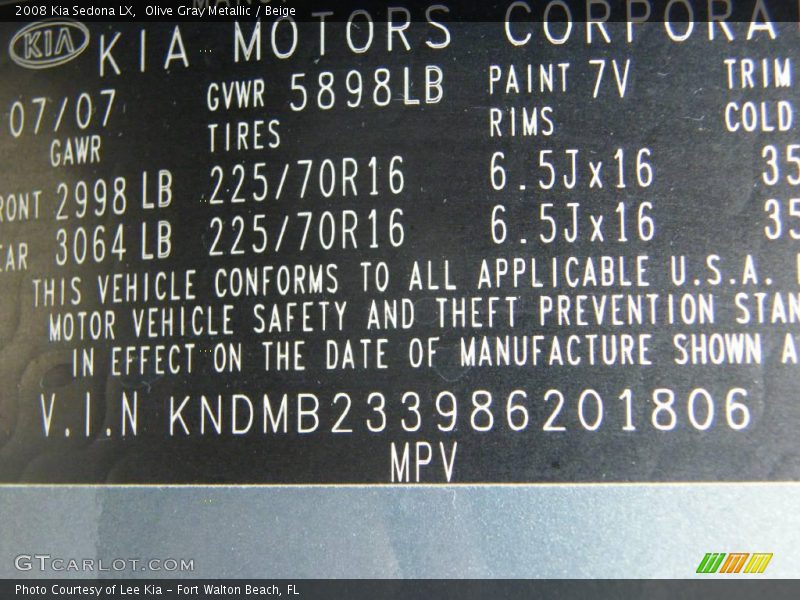 2008 Kia Sedona LX, Olive Gray Metallic / Beige
KIA KIA MOTORS CORPORA
07/07 GVWR 5898LB PAINT 7V TRIM
GAWR TIRES RIMS COLD
RONT 2998 LB 225/70R16 6.5Jx16 35
EAR 3064 LB 225/70R16 6.5Jx16 35
THIS VEHICLE CONFORMS TO ALL APPLICABLE U.S.A.
MOTOR VEHICLE SAFETY AND THEFT PREVENTION STAN
IN EFFECT ON THE DATE OF MANUFACTURE SHOWN A
V.I.N KNDMB233986201806
MPV
GTCARLOT.COM
Photo Courtesy of Lee Kia - Fort Walton Beach, FL